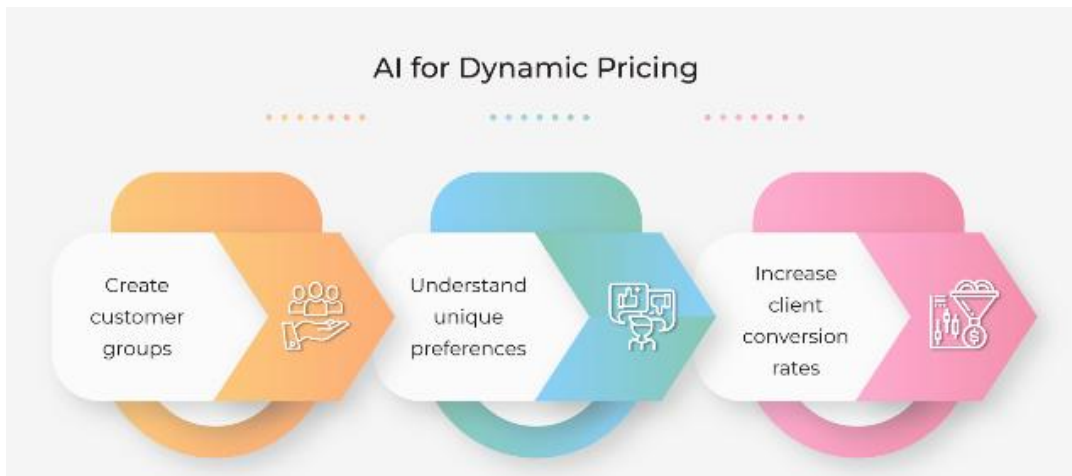 AI for Dynamic Pricing
Create
customer
groups
Understand
unique
preferences
Increase
client
conversion
rates